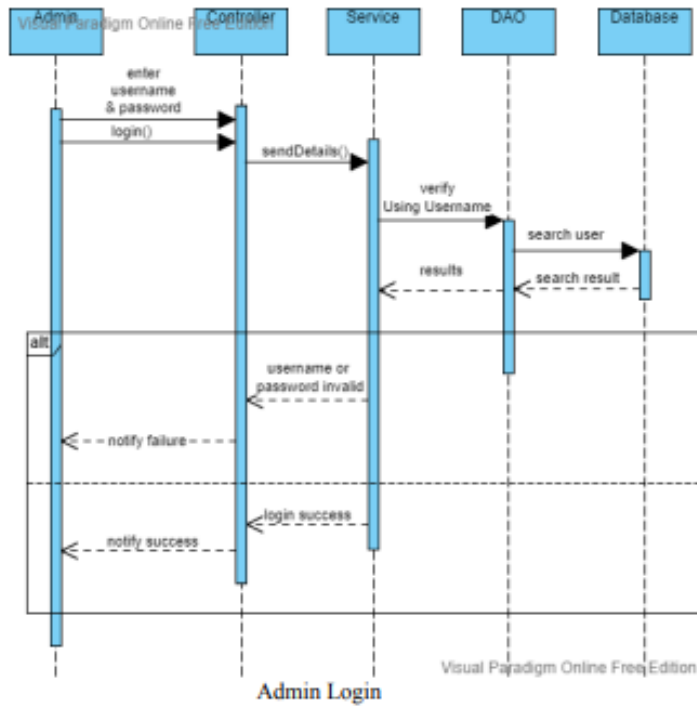 Admin
Controller
Service
DAO
Database
Visual Paradigm Online Free Edition
enter
username
& password
login()
sendDetails()
verify
Using Username
search user
results
search result
alt
username or
password invalid
notify failure
login success
notify success
Visual Paradigm Online Free Edition
Admin Login